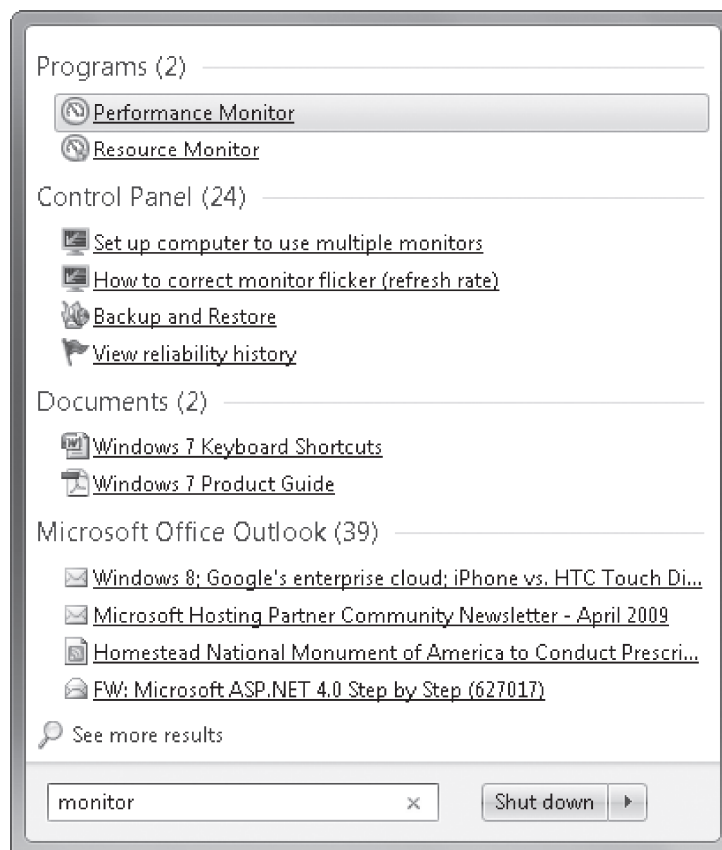 Programs (2)
Performance Monitor
Resource Monitor
Control Panel (24)
Set up computer to use multiple monitors
How to correct monitor flicker (refresh rate)
Backup and Restore
View reliability history
Documents (2)
Windows 7 Keyboard Shortcuts
Windows 7 Product Guide
Microsoft Office Outlook (39)
Windows 8; Google's enterprise cloud; iPhone vs. HTC Touch Di...
Microsoft Hosting Partner Community Newsletter - April 2009
Homestead National Monument of America to Conduct Prescri...
FW: Microsoft ASP.NET 4.0 Step by Step (627017)
See more results
monitor
Shut down